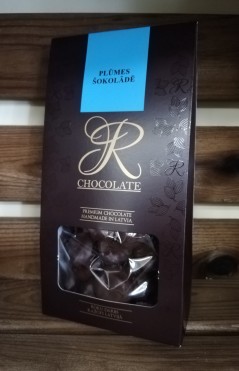 PLŪMES
ŠOKOLĀDĒ
R
CHOCOLATE
PREMIUM CHOCOLATE
HANDMADE IN LATVIA